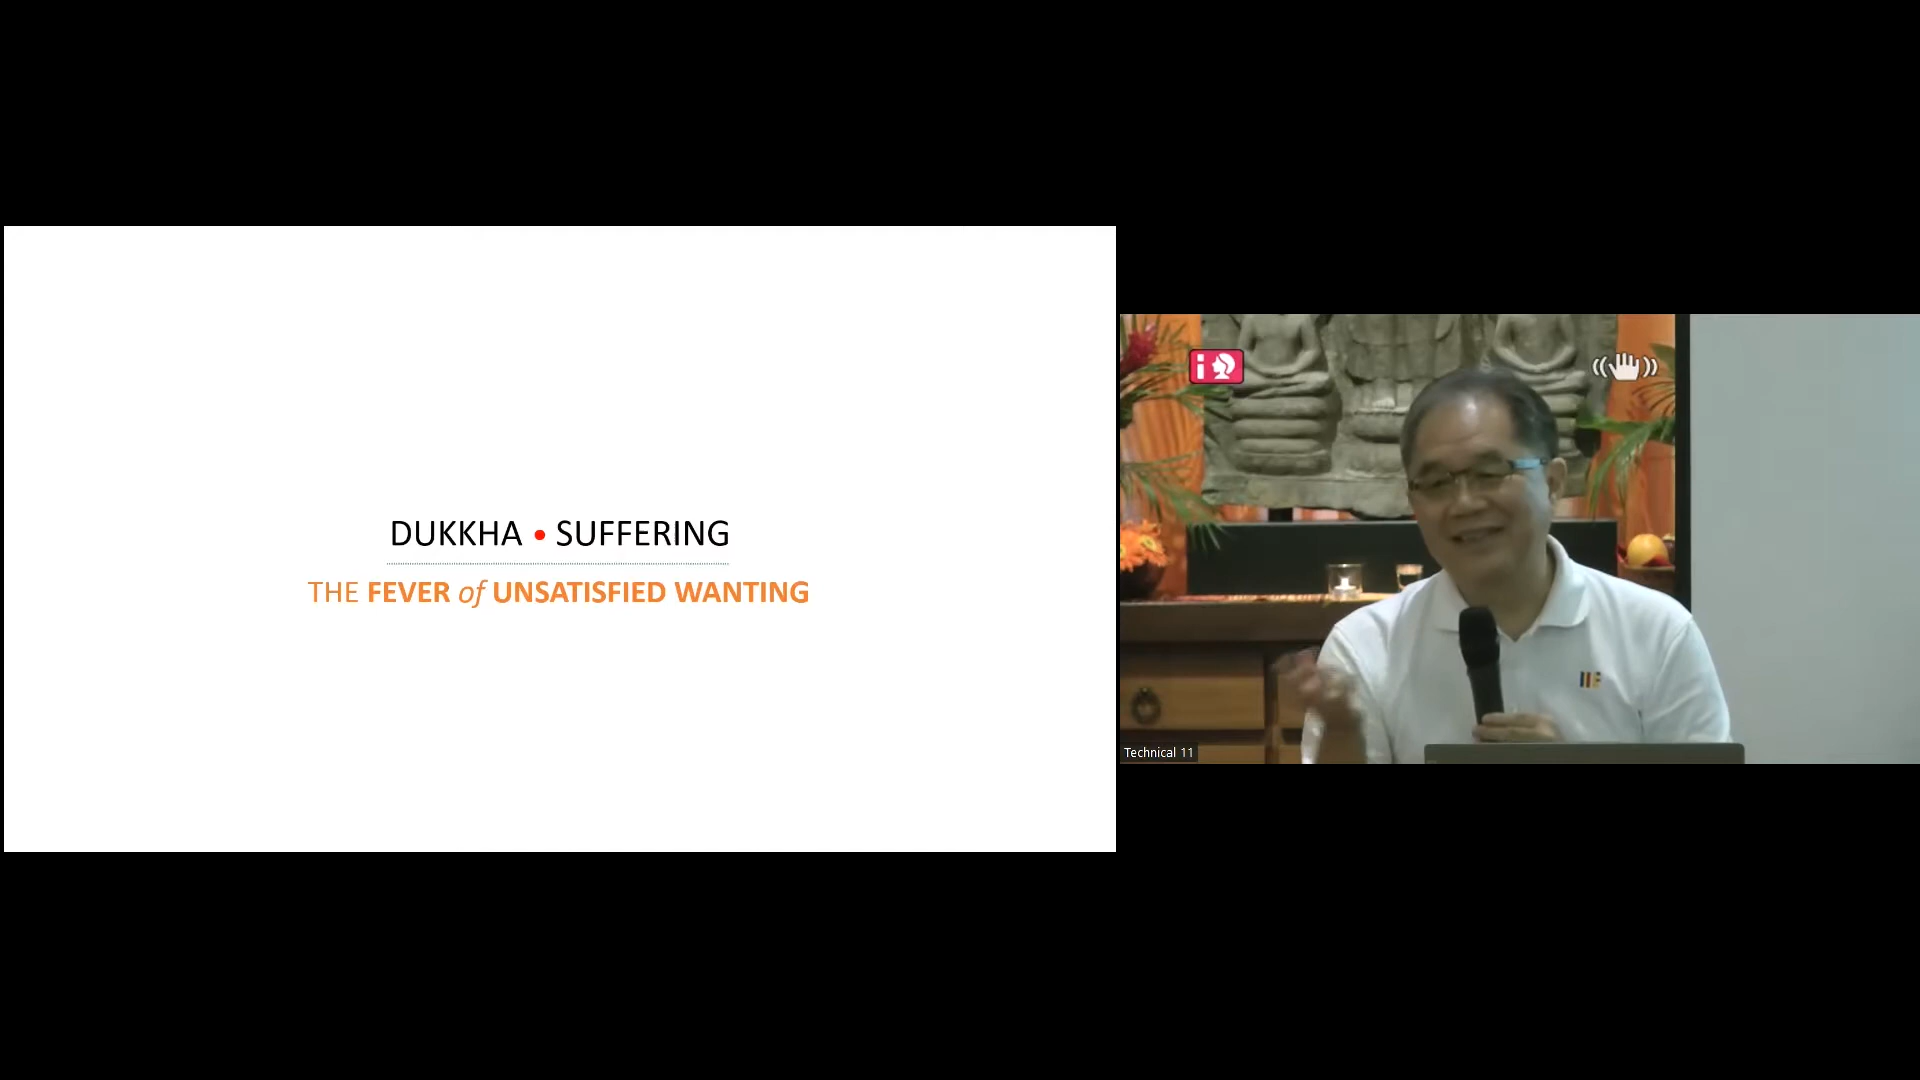 DUKKHA • SUFFERING
THE FEVER of UNSATISFIED WANTING
Technical 11